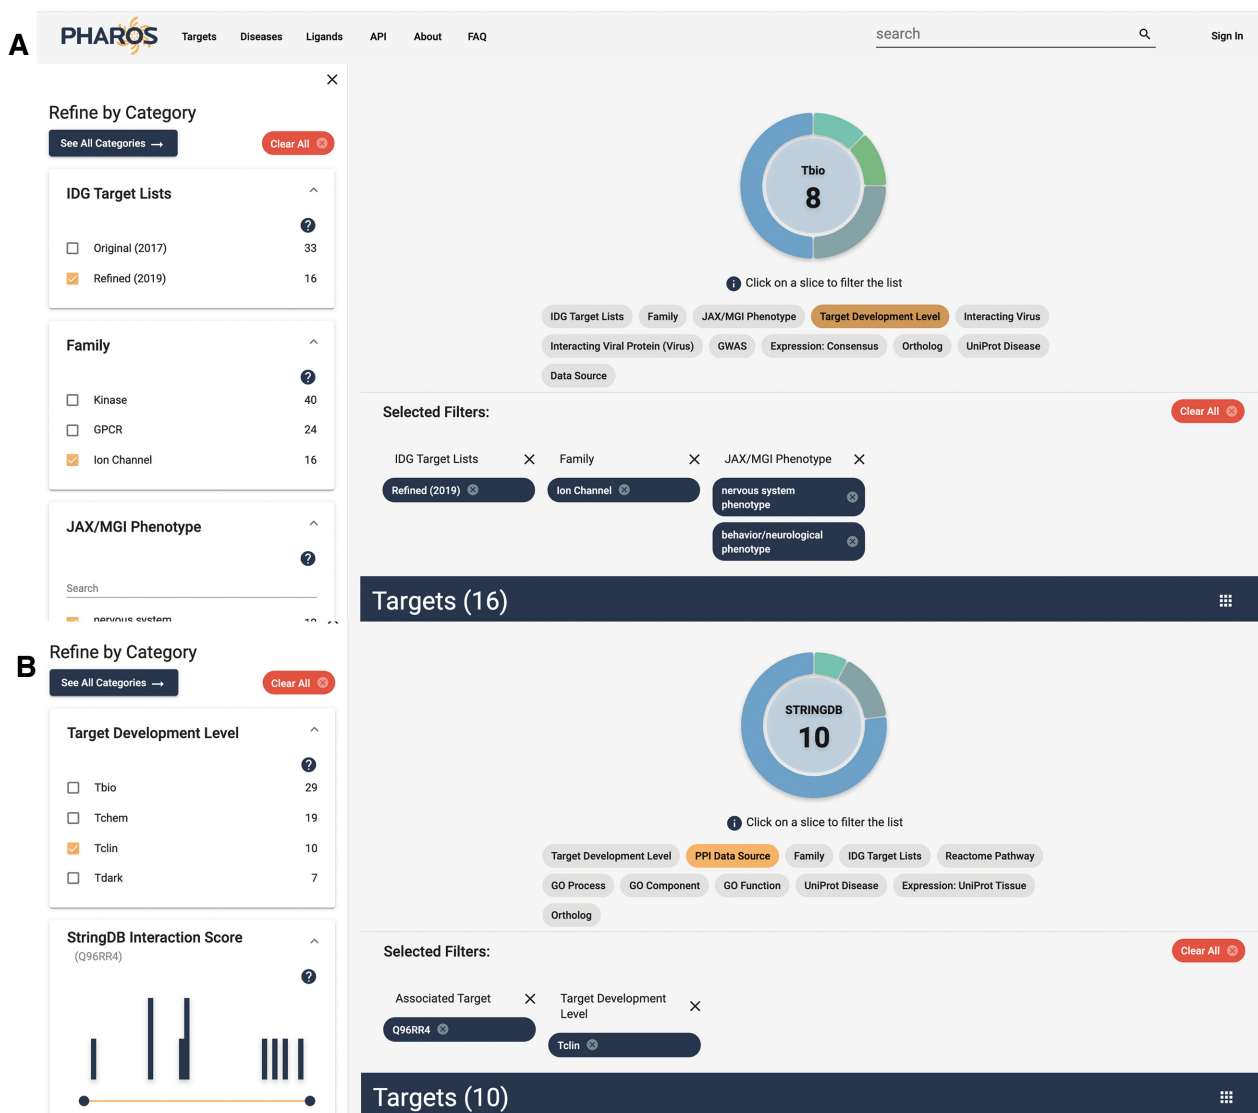 A
PHAROS
Targets Diseases Ligands API About FAQ
search
Sign In
Refine by Category
See All Categories →
Clear All
IDG Target Lists
?
Original (2017) 33
Refined (2019) 16
Family
?
Kinase 40
GPCR 24
Ion Channel 16
JAX/MGI Phenotype
?
Search
nervous system
Tbio
8
i Click on a slice to filter the list
IDG Target Lists Family JAX/MGI Phenotype Target Development Level Interacting Virus
Interacting Viral Protein (Virus) GWAS Expression: Consensus Ortholog UniProt Disease
Data Source
Selected Filters:
Clear All
IDG Target Lists Family JAX/MGI Phenotype
Refined (2019) Ion Channel nervous system
phenotype
behavior/neurological
phenotype
Targets (16)
B
Refine by Category
See All Categories →
Clear All
Target Development Level
?
Tbio 29
Tchem 19
Tclin 10
Tdark 7
StringDB Interaction Score
(Q96RR4)
?
STRINGDB
10
i Click on a slice to filter the list
Target Development Level PPI Data Source Family IDG Target Lists Reactome Pathway
GO Process GO Component GO Function UniProt Disease Expression: UniProt Tissue
Ortholog
Selected Filters:
Clear All
Associated Target Target Development
Level
Q96RR4
Tclin
Targets (10)